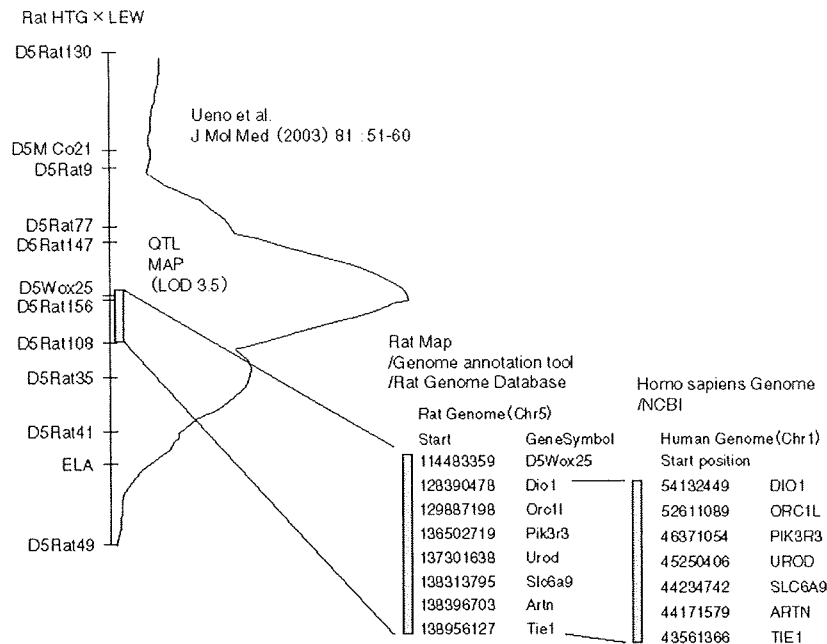 Rat HTG × LEW
D5Rat130
Ueno et al.
J Mol Med (2003) 81 :51-60
D5M Co21
D5Rat9
D5Rat77
D5Rat147
QTL
MAP
(LOD 3.5)
D5Wox25
D5Rat156
D5Rat108
D5Rat35
D5Rat41
ELA
D5Rat49
Rat Map
/Genome annotation tool
/Rat Genome Database
Rat Genome(Chr5)
Start GeneSymbol
114483359 D5Wox25
128390478 Dio1
129887198 Orc1l
136502719 Pik3r3
137301638 Urod
138313795 Slc6a9
138396703 Artn
138956127 Tie1
Homo sapiens Genome
/NCBI
Human Genome(Chr1)
Start position
54132449 DIO1
52611089 ORC1L
46371054 PIK3R3
45250406 UROD
44234742 SLC6A9
44171579 ARTN
43561366 TIE1